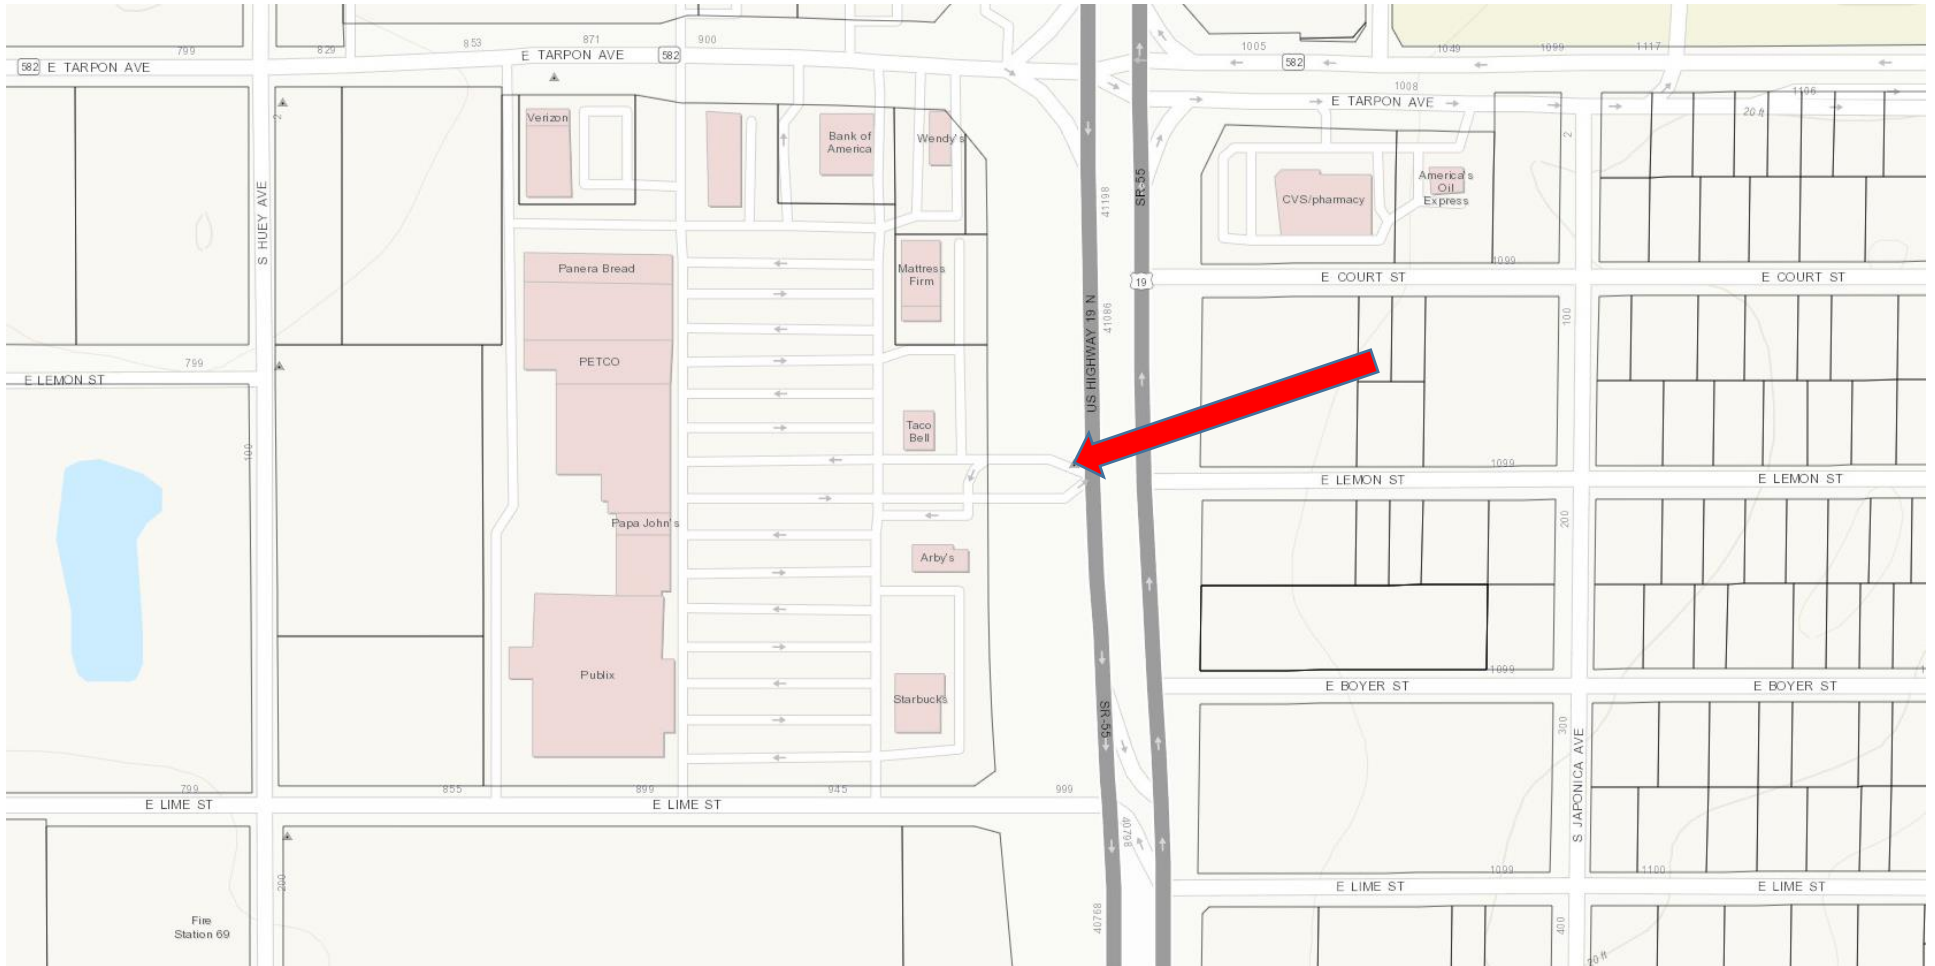 799
829
853
871
900
1005
1049
1099
1117
582
E TARPON AVE
E TARPON AVE
582
582
1008
E TARPON AVE
1106
20 ft
2
2
Verizon
Bank of
America
Wendy's
S HUEY AVE
41198
SR-55
CVS/pharmacy
America's
Oil
Express
Panera Bread
Mattress
Firm
1099
E COURT ST
E COURT ST
19
US HIGHWAY 19 N
41086
100
PETCO
799
E LEMON ST
Taco
Bell
100
1099
E LEMON ST
E LEMON ST
Papa John's
200
Arby's
Publix
Starbucks
1099
E BOYER ST
E BOYER ST
SR-55
300
S JAPONICA AVE
799
855
899
945
999
E LIME ST
E LIME ST
40798
1099
1100
E LIME ST
E LIME ST
200
Fire
Station 69
40768
400
20 ft